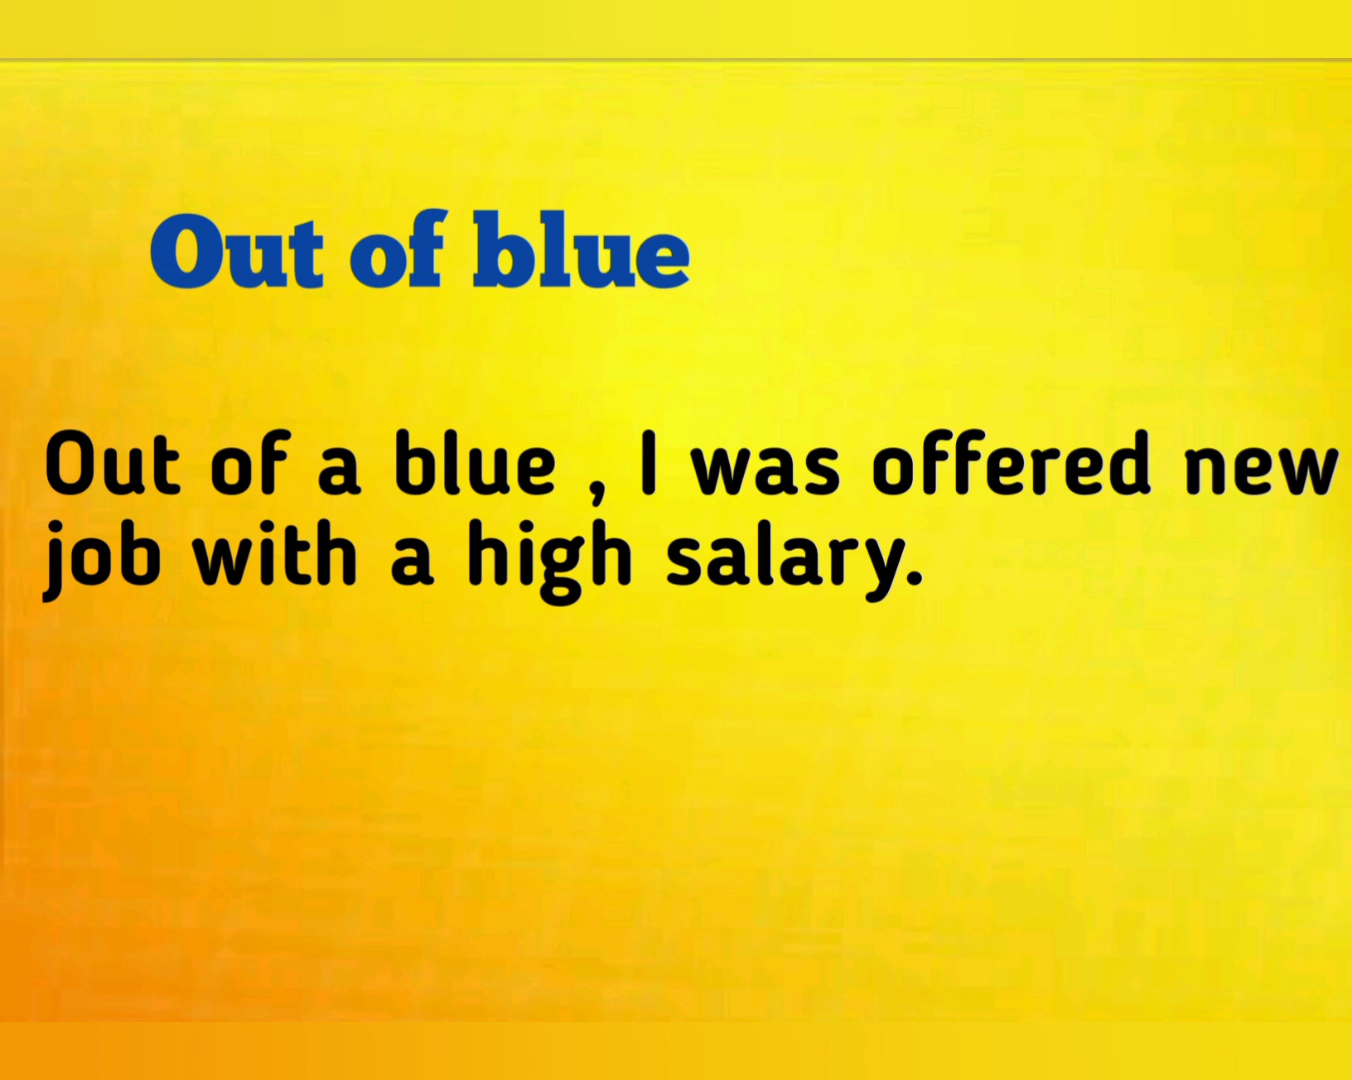 Out of blue
Out of a blue , I was offered new
job with a high salary.